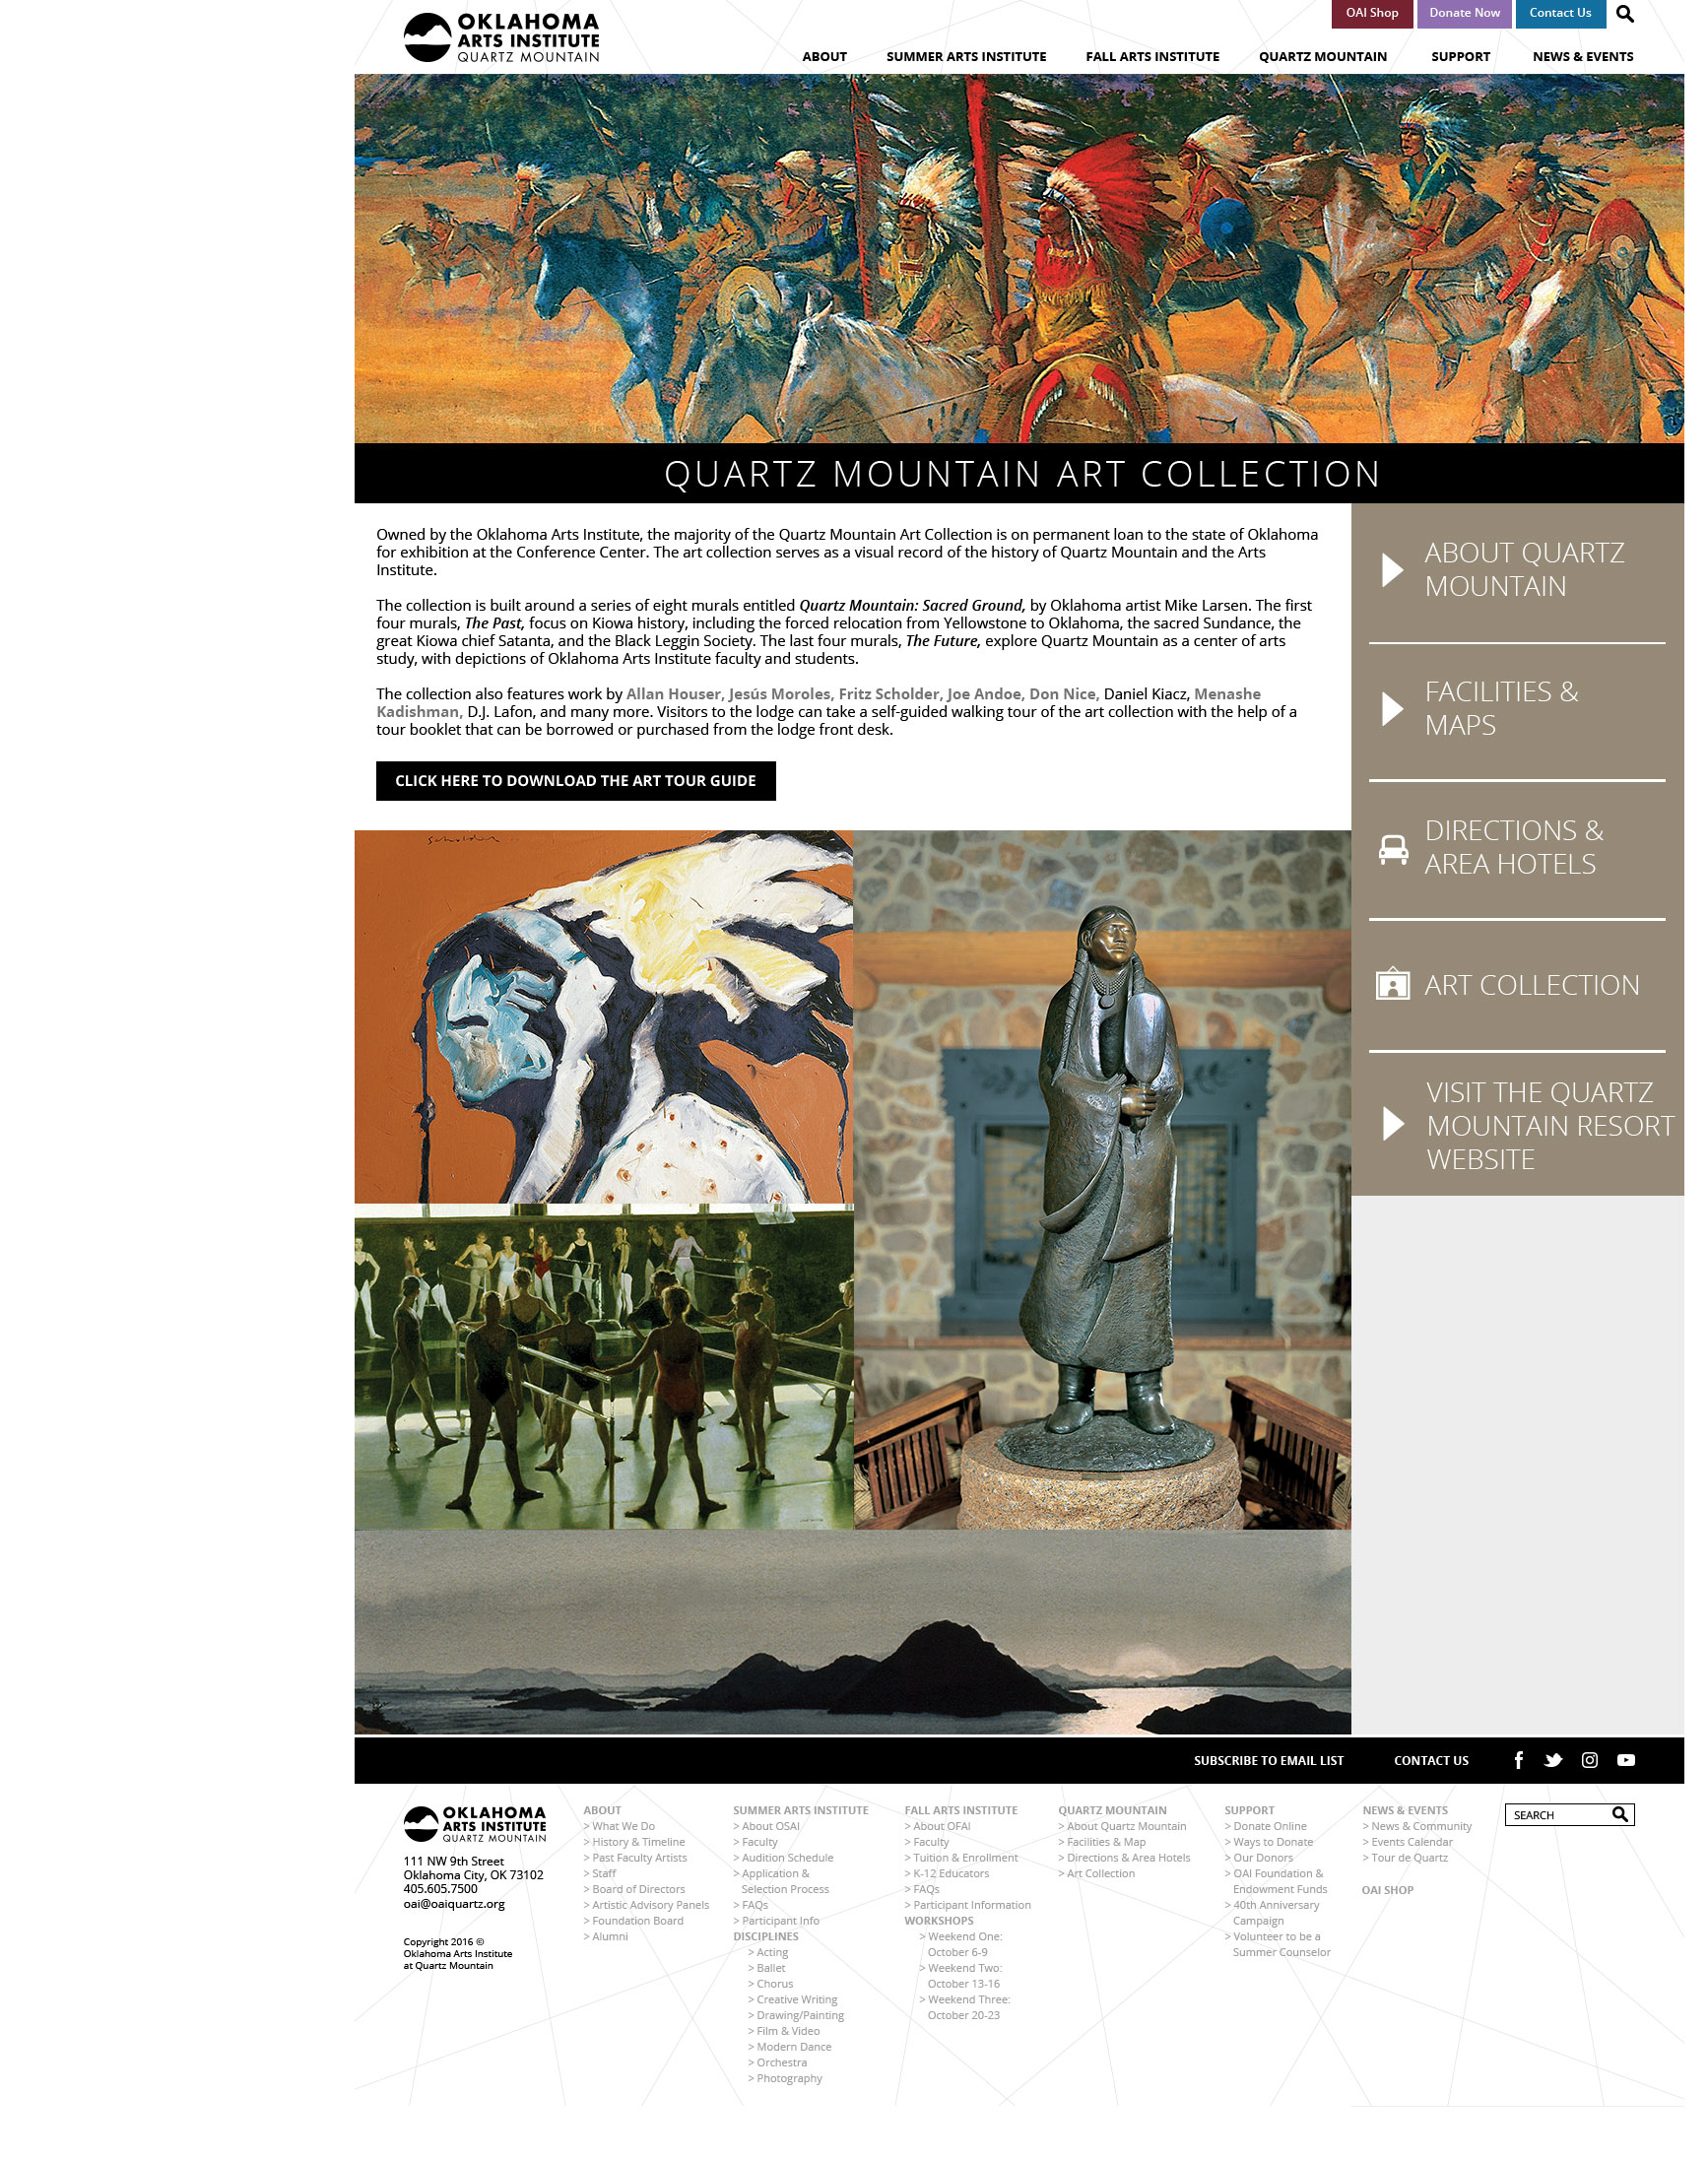 OKLAHOMA
ARTS INSTITUTE
QUARTZ MOUNTAIN
OAI Shop
Donate Now
Contact Us
ABOUT
SUMMER ARTS INSTITUTE
FALL ARTS INSTITUTE
QUARTZ MOUNTAIN
SUPPORT
NEWS & EVENTS
QUARTZ MOUNTAIN ART COLLECTION
Owned by the Oklahoma Arts Institute, the majority of the Quartz Mountain Art Collection is on permanent loan to the state of Oklahoma
for exhibition at the Conference Center. The art collection serves as a visual record of the history of Quartz Mountain and the Arts
Institute.
The collection is built around a series of eight murals entitled Quartz Mountain: Sacred Ground, by Oklahoma artist Mike Larsen. The first
four murals, The Past, focus on Kiowa history, including the forced relocation from Yellowstone to Oklahoma, the sacred Sundance, the
great Kiowa chief Satanta, and the Black Leggin Society. The last four murals, The Future, explore Quartz Mountain as a center of arts
study, with depictions of Oklahoma Arts Institute faculty and students.
The collection also features work by Allan Houser, Jesús Moroles, Fritz Scholder, Joe Andoe, Don Nice, Daniel Kiacz, Menashe
Kadishman, D.J. Lafon, and many more. Visitors to the lodge can take a self-guided walking tour of the art collection with the help of a
tour booklet that can be borrowed or purchased from the lodge front desk.
CLICK HERE TO DOWNLOAD THE ART TOUR GUIDE
Scholder
ABOUT QUARTZ
MOUNTAIN
FACILITIES &
MAPS
DIRECTIONS &
AREA HOTELS
ART COLLECTION
VISIT THE QUARTZ
MOUNTAIN RESORT
WEBSITE
SUBSCRIBE TO EMAIL LIST
CONTACT US
OKLAHOMA
ARTS INSTITUTE
QUARTZ MOUNTAIN
111 NW 9th Street
Oklahoma City, OK 73102
405.605.7500
oai@oaiquartz.org
Copyright 2016 ©
Oklahoma Arts Institute
at Quartz Mountain
ABOUT
> What We Do
> History & Timeline
> Past Faculty Artists
> Staff
> Board of Directors
> Artistic Advisory Panels
> Foundation Board
> Alumni
SUMMER ARTS INSTITUTE
> About OSAI
> Faculty
> Audition Schedule
> Application &
Selection Process
> FAQs
> Participant Info
DISCIPLINES
> Acting
> Ballet
> Chorus
> Creative Writing
> Drawing/Painting
> Film & Video
> Modern Dance
> Orchestra
> Photography
FALL ARTS INSTITUTE
> About OFAI
> Faculty
> Tuition & Enrollment
> K-12 Educators
> FAQs
> Participant Information
WORKSHOPS
> Weekend One:
October 6-9
> Weekend Two:
October 13-16
> Weekend Three:
October 20-23
QUARTZ MOUNTAIN
> About Quartz Mountain
> Facilities & Map
> Directions & Area Hotels
> Art Collection
SUPPORT
> Donate Online
> Ways to Donate
> Our Donors
> OAI Foundation &
Endowment Funds
> 40th Anniversary
Campaign
> Volunteer to be a
Summer Counselor
NEWS & EVENTS
> News & Community
> Events Calendar
> Tour de Quartz
OAI SHOP
SEARCH